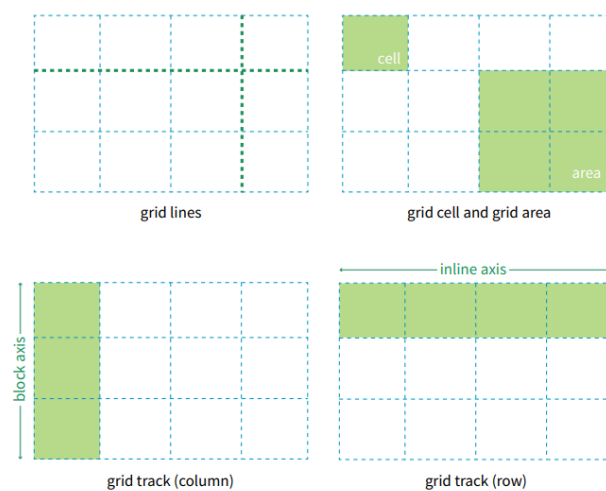 cell
area
grid lines
grid cell and grid area
inline axis
block axis
grid track (column)
grid track (row)